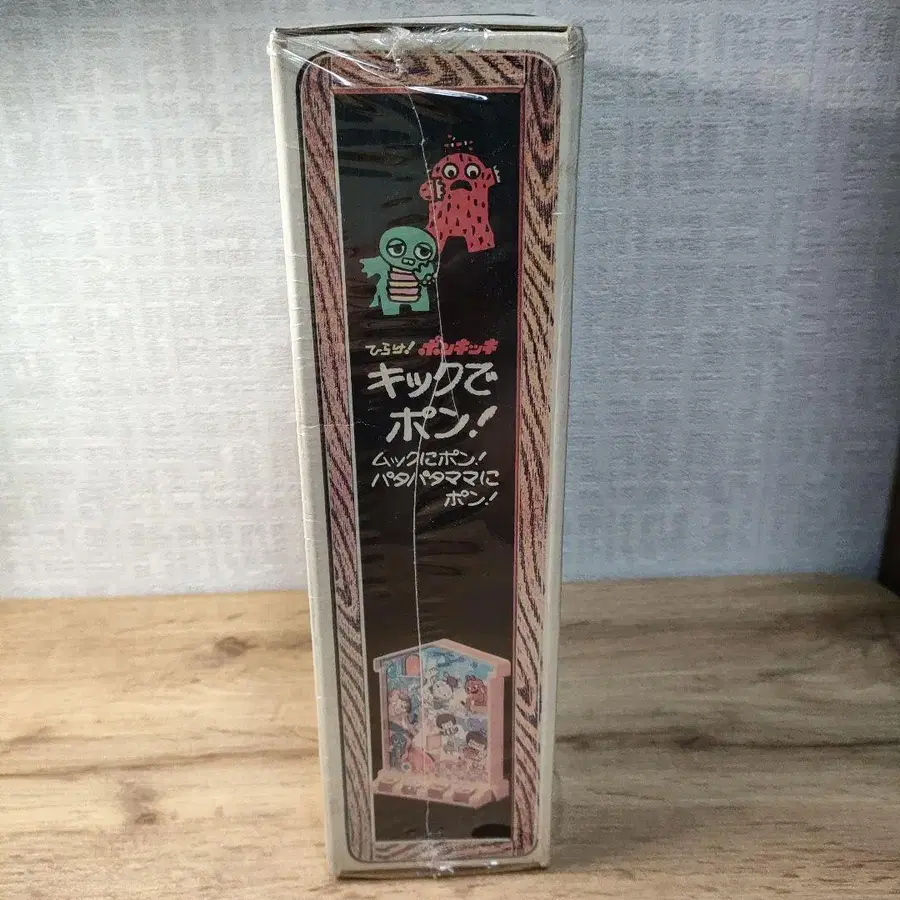 ひらけ!ポンキッキ
キックで
ポン!
ムックにポン!
パタパタママに
ポン!